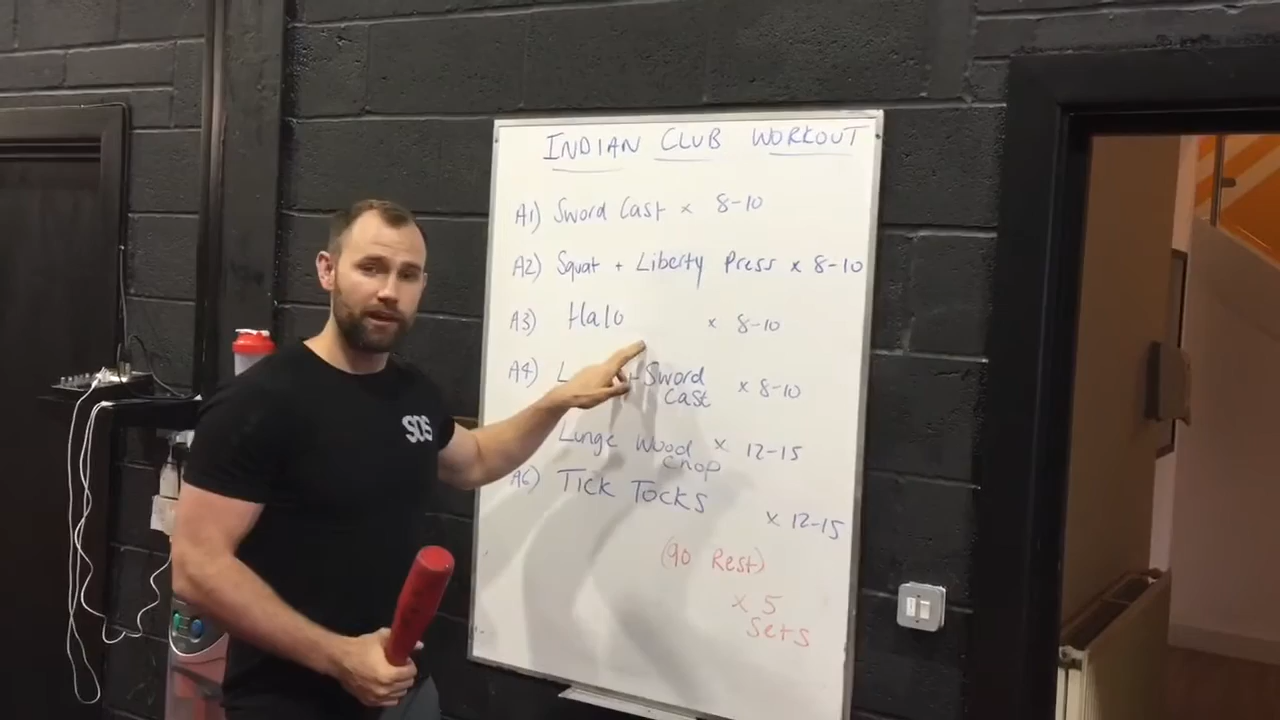 INDIAN CLUB WORKOUT
A1) Sword Cast x 8-10
A2) Squat + Liberty Press x 8-10
A3) Halo x 8-10
A4) Sword Cast x 8-10
Lunge Wood Chop x 12-15
A6) TICK TOCKS x 12-15
(90 Rest)
x 5
Sets
SOS